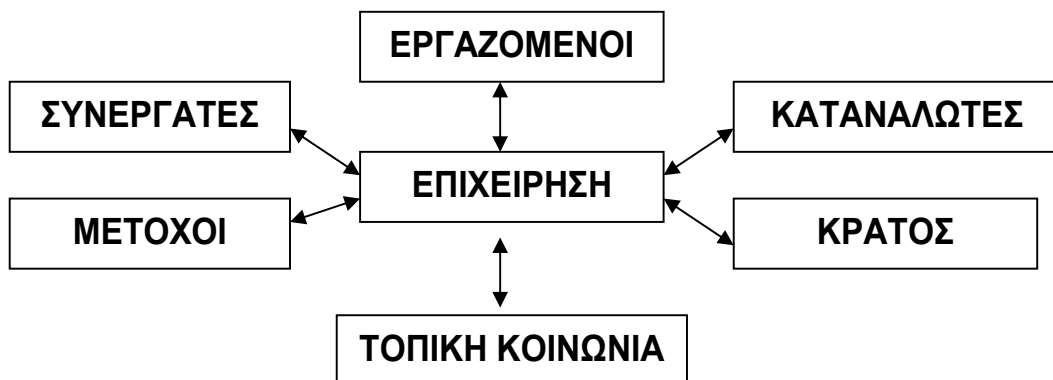 ΕΡΓΑΖΟΜΕΝΟΙ
ΣΥΝΕΡΓΑΤΕΣ
ΚΑΤΑΝΑΛΩΤΕΣ
ΕΠΙΧΕΙΡΗΣΗ
ΜΕΤΟΧΟΙ
ΚΡΑΤΟΣ
ΤΟΠΙΚΗ ΚΟΙΝΩΝΙΑ